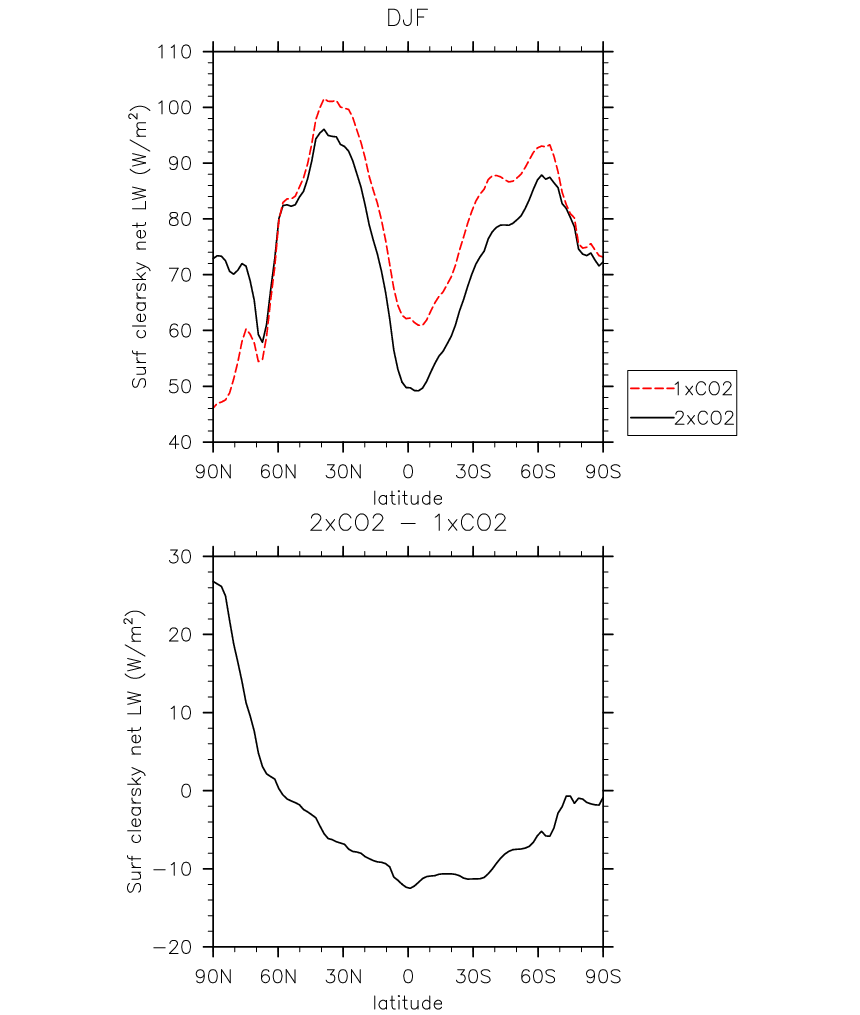 DJF
Surf clearsky net LW (W/m²)
110
100
90
80
70
60
50
40
90N 60N 30N 0 30S 60S 90S
latitude
1xCO2
2xCO2
2xCO2 − 1xCO2
Surf clearsky net LW (W/m²)
30
20
10
0
−10
−20
90N 60N 30N 0 30S 60S 90S
latitude